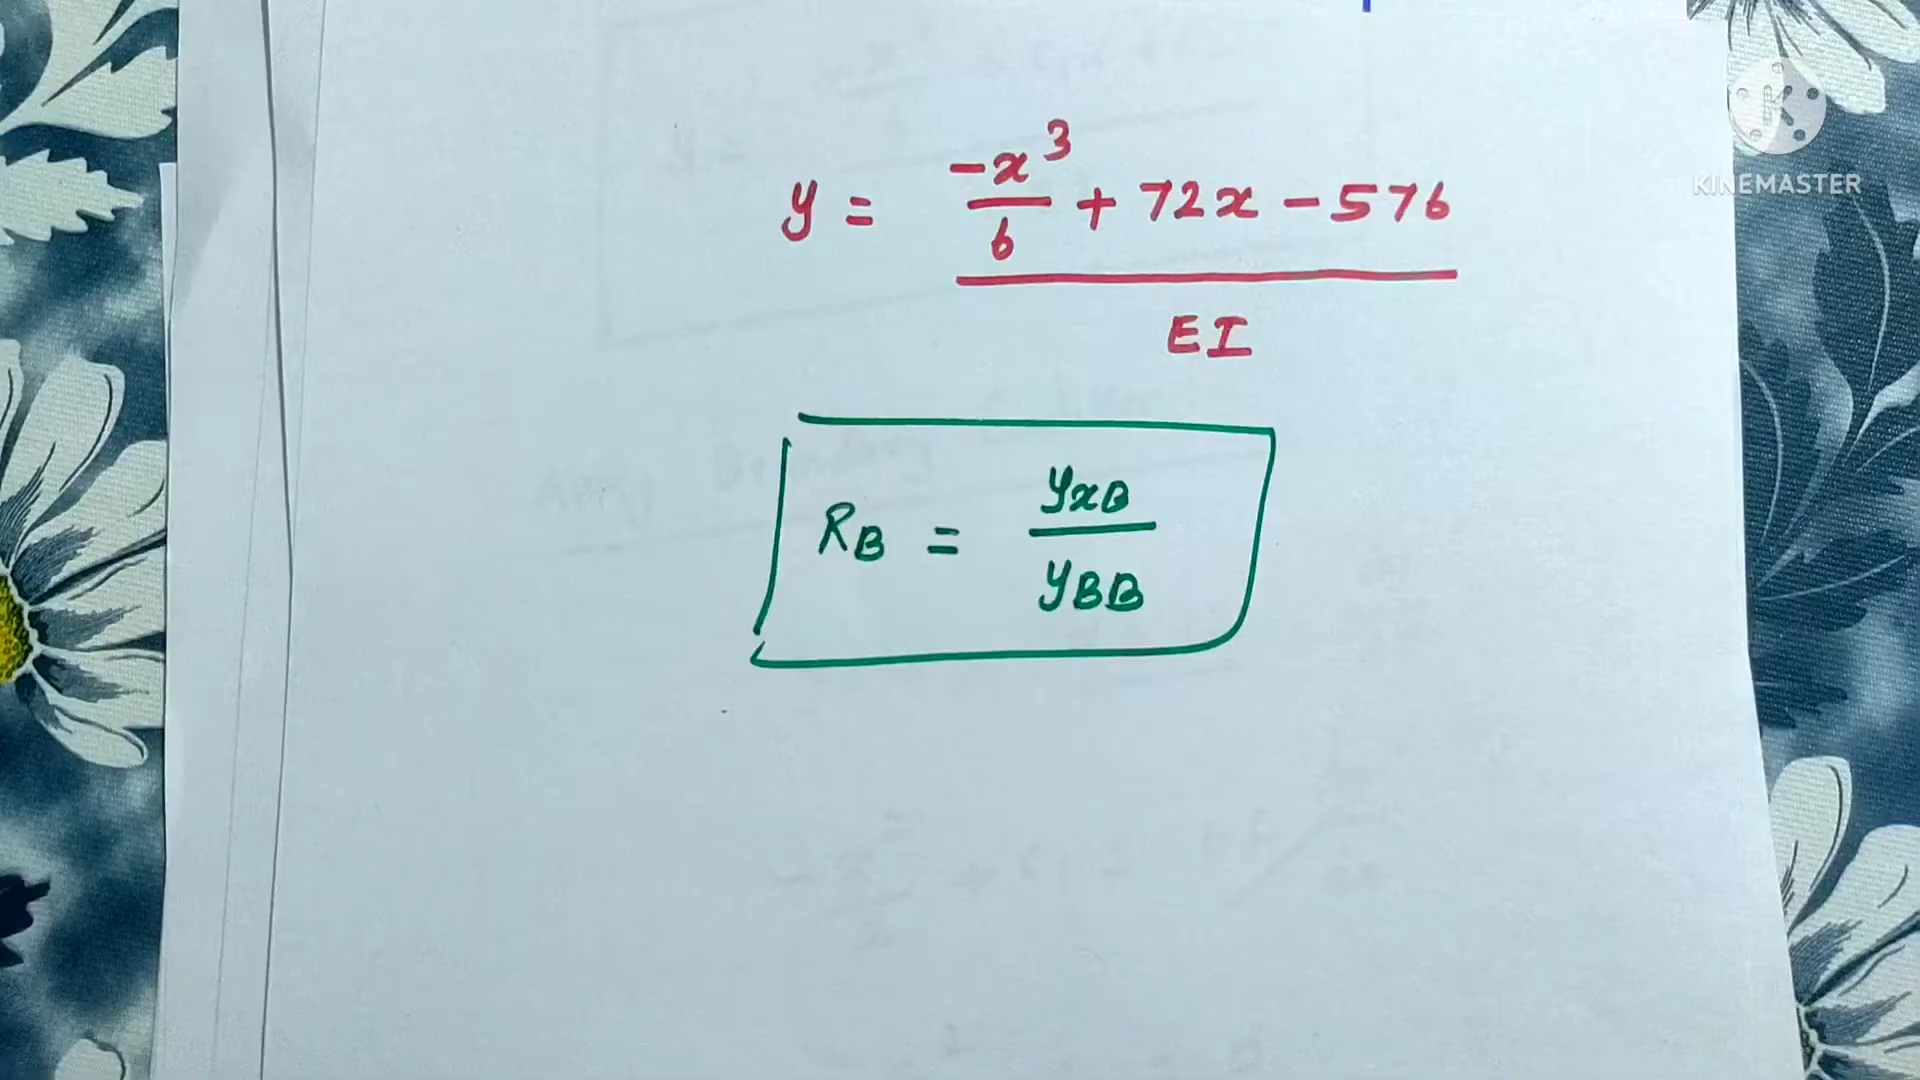 y = -x³/6 + 72x - 576
EI
R_B = y_xB / y_BB
KINEMASTER